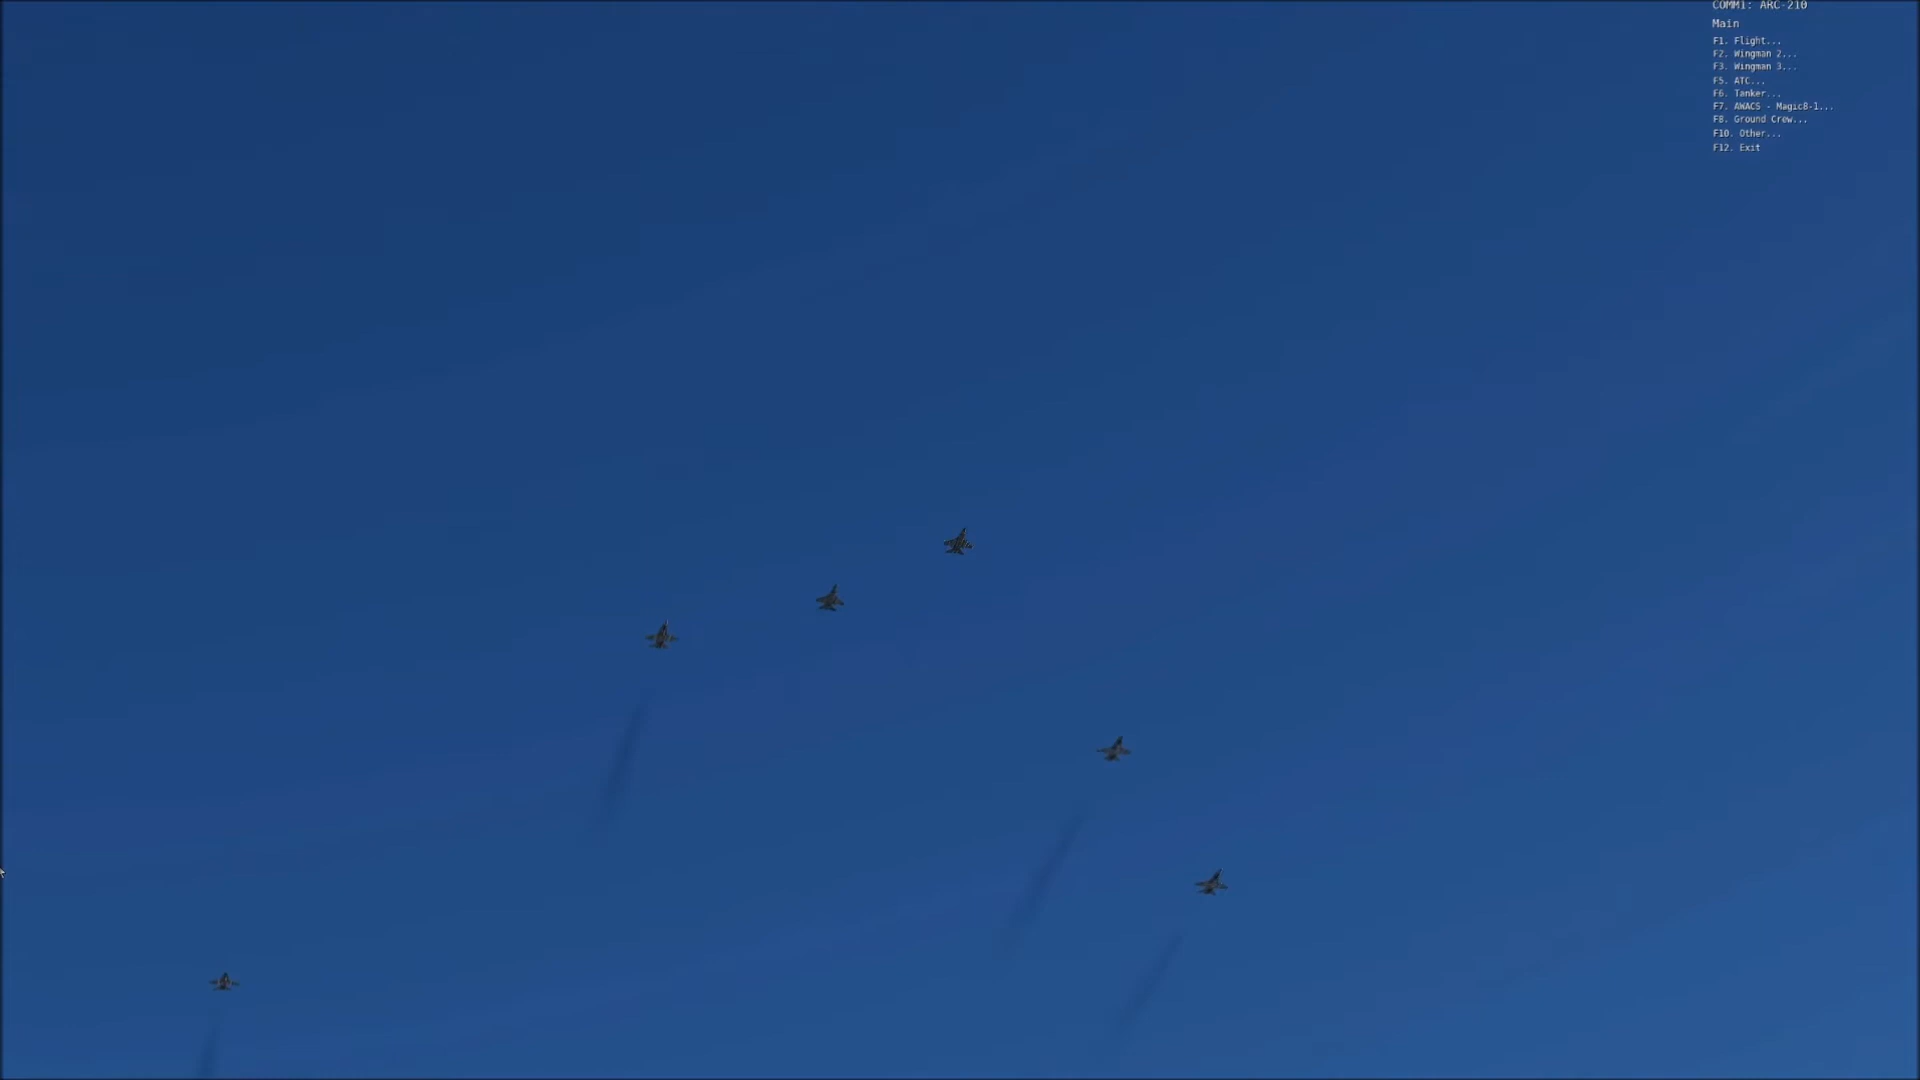 COMM1: ARC-210
Main
F1. Flight...
F2. Wingman 2...
F3. Wingman 3...
F5. ATC...
F6. Tanker...
F7. AWACS - Magic8-1...
F8. Ground Crew...
F10. Other...
F12. Exit